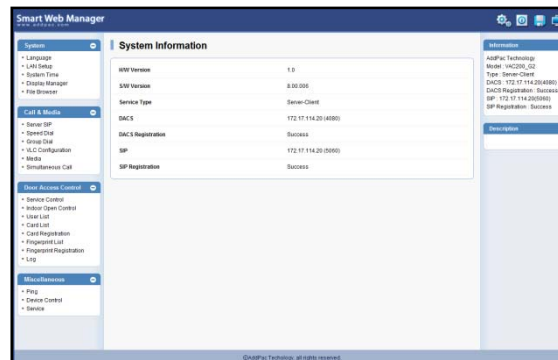 Smart Web Manager
www.addpac.com
System
Language
LAN Setup
System Time
Display Manager
File Browser
Call & Media
Server SIP
Speed Dial
Group Dial
VLC Configuration
Media
Simultaneous Call
Door Access Control
Service Control
Indoor Open Control
User List
Card List
Card Registration
Fingerprint List
Fingerprint Registration
Log
Miscellaneous
Ping
Device Control
Service
System Information
H/W Version 1.0
S/W Version 8.00.006
Service Type Server-Client
DACS 172.17.114.20 (4080)
DACS Registration Success
SIP 172.17.114.20 (5060)
SIP Registration Success
Information
AddPac Technology
Model : VAC200_G2
Type : Server-Client
DACS : 172.17.114.20(4080)
DACS Registration : Success
SIP : 172.17.114.20(5060)
SIP Registration : Success
Description
©AddPac Technology, all rights reserved.